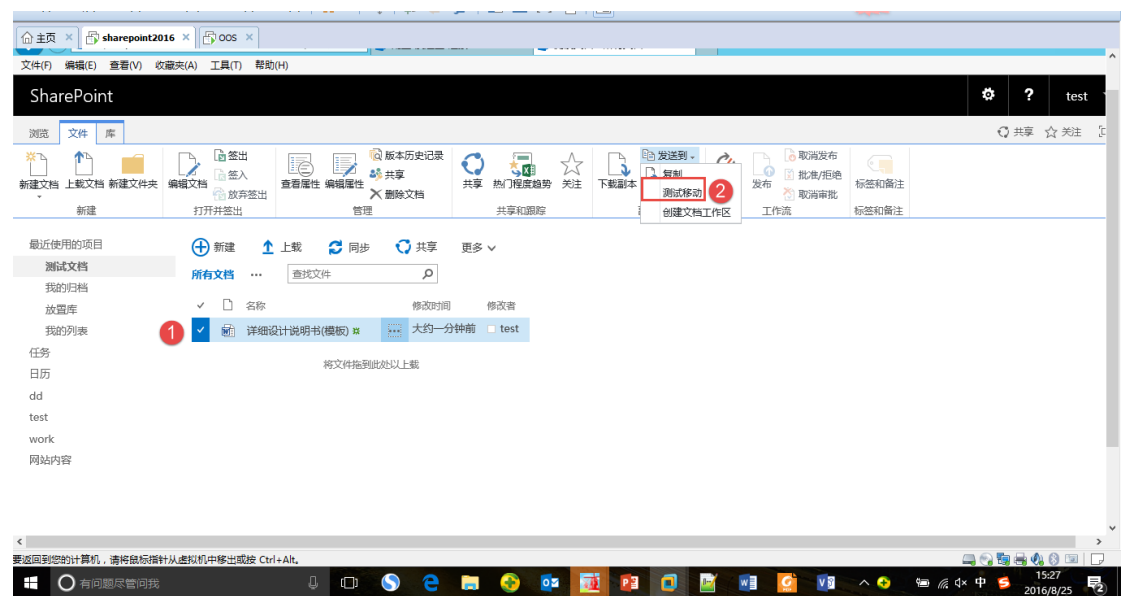 主页 × sharepoint2016 × OOS ×
文件(F) 编辑(E) 查看(V) 收藏夹(A) 工具(T) 帮助(H)
SharePoint ? test
浏览 文件 库 共享 关注
新建文档 上载文档 新建文件夹 编辑文档 签出 签入 放弃签出 查看属性 编辑属性 版本历史记录 共享 删除文档 共享 热门程度趋势 关注 下载副本 发送到 发布 取消发布 批准/拒绝 取消审批 标签和备注
复制
测试移动 2
创建文档工作区
新建 打开并签出 管理 共享和跟踪 工作流 标签和备注
最近使用的项目
测试文档
我的归档
放置库
我的列表
任务
日历
dd
test
work
网站内容
新建 上载 同步 共享 更多
所有文档 ... 查找文件
名称 修改时间 修改者
1 详细设计说明书(模板) ... 大约一分钟前 test
将文件拖到此处以上载
要返回到您的计算机，请将鼠标指针从虚拟机中移出或按 Ctrl+Alt。
有问题尽管问我 中 15:27
2016/8/25